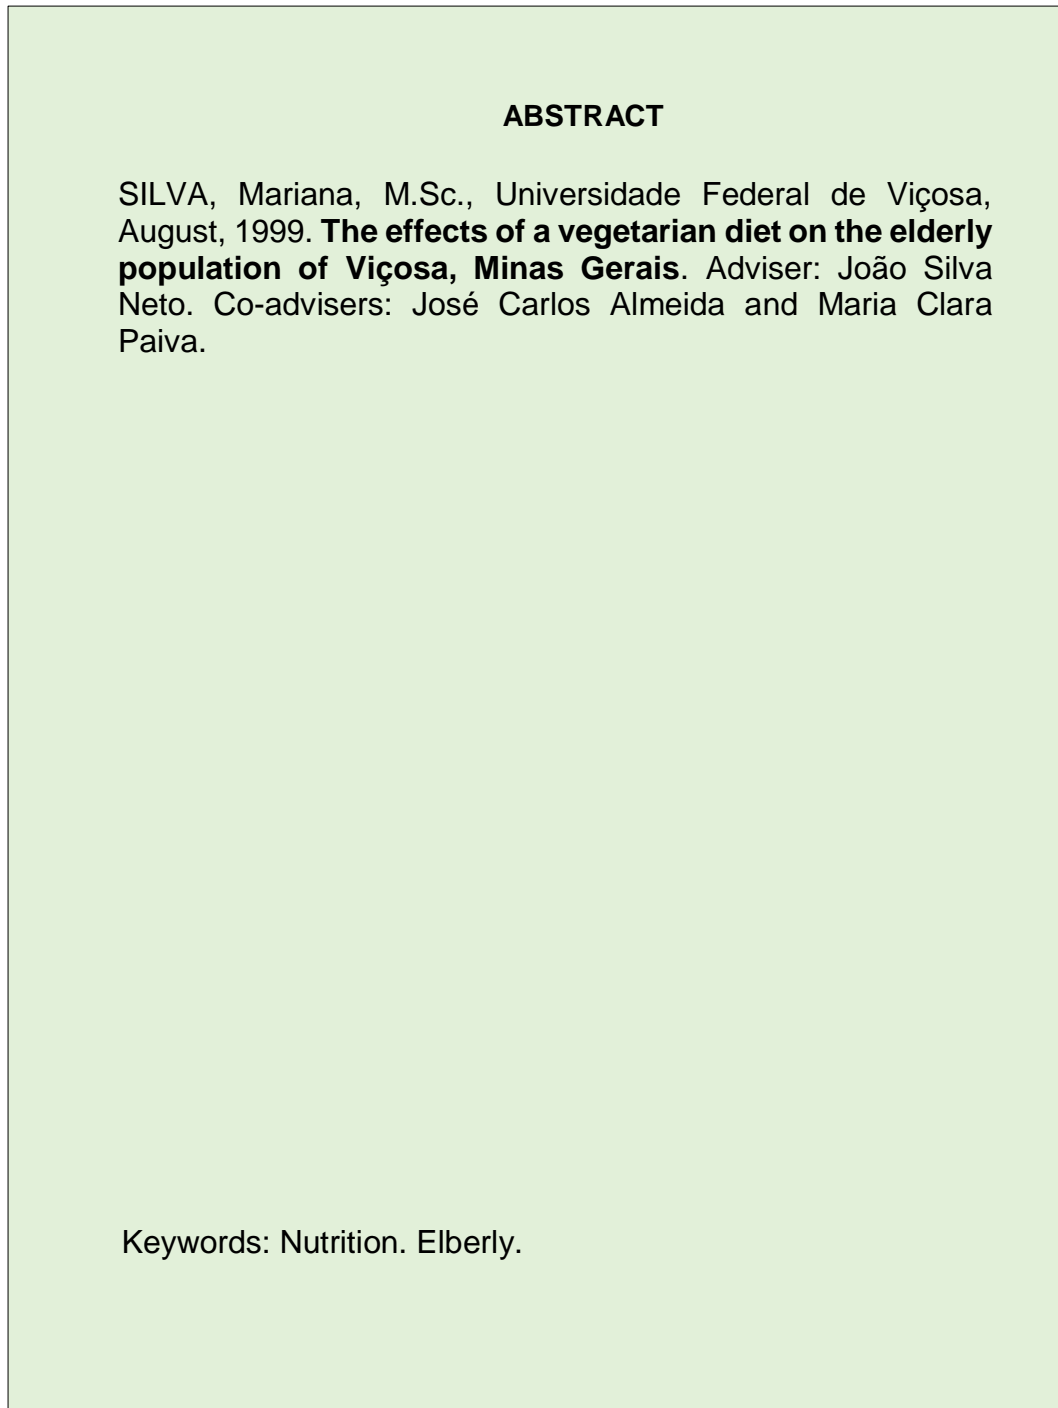 ABSTRACT
SILVA, Mariana, M.Sc., Universidade Federal de Viçosa,
August, 1999. The effects of a vegetarian diet on the elderly
population of Viçosa, Minas Gerais. Adviser: João Silva
Neto. Co-advisers: José Carlos Almeida and Maria Clara
Paiva.
Keywords: Nutrition. Elberly.